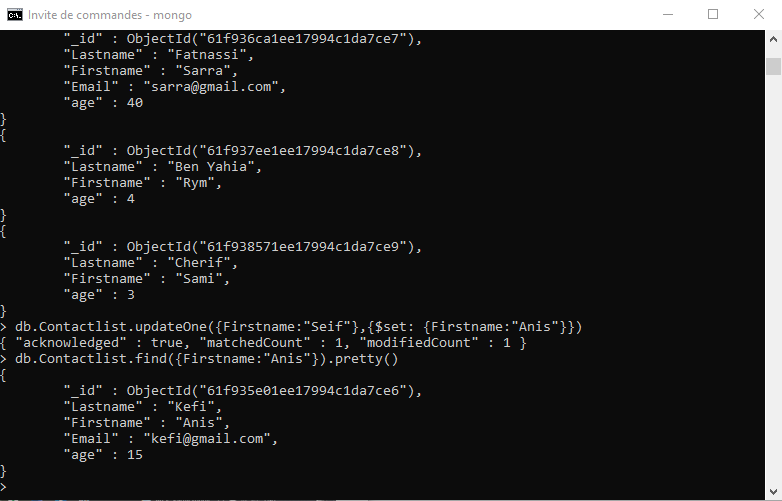 Invite de commandes - mongo
"_id" : ObjectId("61f936ca1ee17994c1da7ce7"),
"Lastname" : "Fatnassi",
"Firstname" : "Sarra",
"Email" : "sarra@gmail.com",
"age" : 40
}
{
"_id" : ObjectId("61f937ee1ee17994c1da7ce8"),
"Lastname" : "Ben Yahia",
"Firstname" : "Rym",
"age" : 4
}
{
"_id" : ObjectId("61f938571ee17994c1da7ce9"),
"Lastname" : "Cherif",
"Firstname" : "Sami",
"age" : 3
}
> db.Contactlist.updateOne({Firstname:"Seif"},{$set: {Firstname:"Anis"}})
{ "acknowledged" : true, "matchedCount" : 1, "modifiedCount" : 1 }
> db.Contactlist.find({Firstname:"Anis"}).pretty()
{
"_id" : ObjectId("61f935e01ee17994c1da7ce6"),
"Lastname" : "Kefi",
"Firstname" : "Anis",
"Email" : "kefi@gmail.com",
"age" : 15
}
>